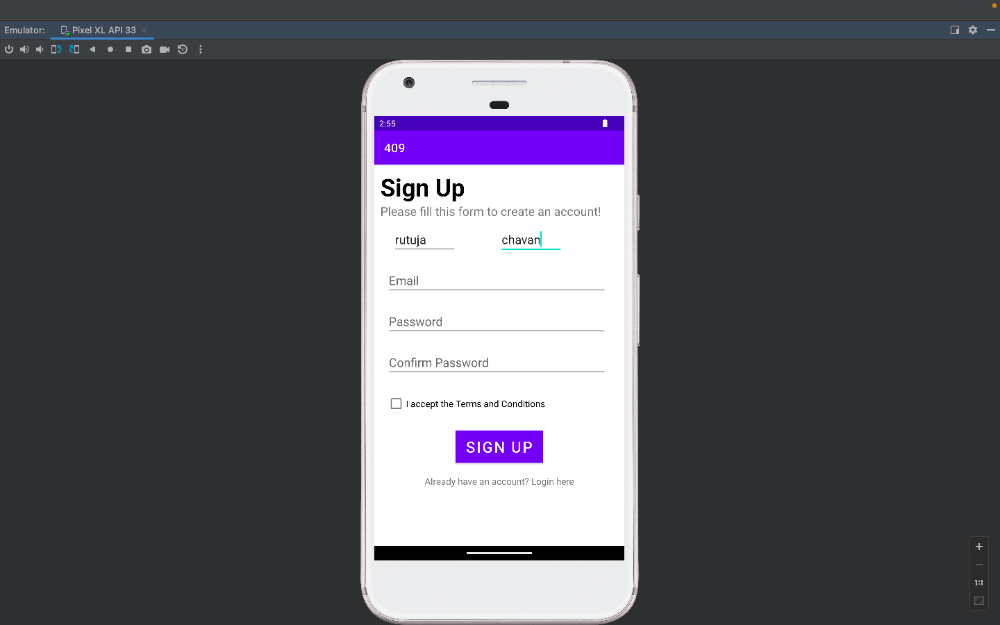 Emulator: Pixel XL API 33
2:55
409
Sign Up
Please fill this form to create an account!
rutuja chavan
Email
Password
Confirm Password
I accept the Terms and Conditions
SIGN UP
Already have an account? Login here
1:1